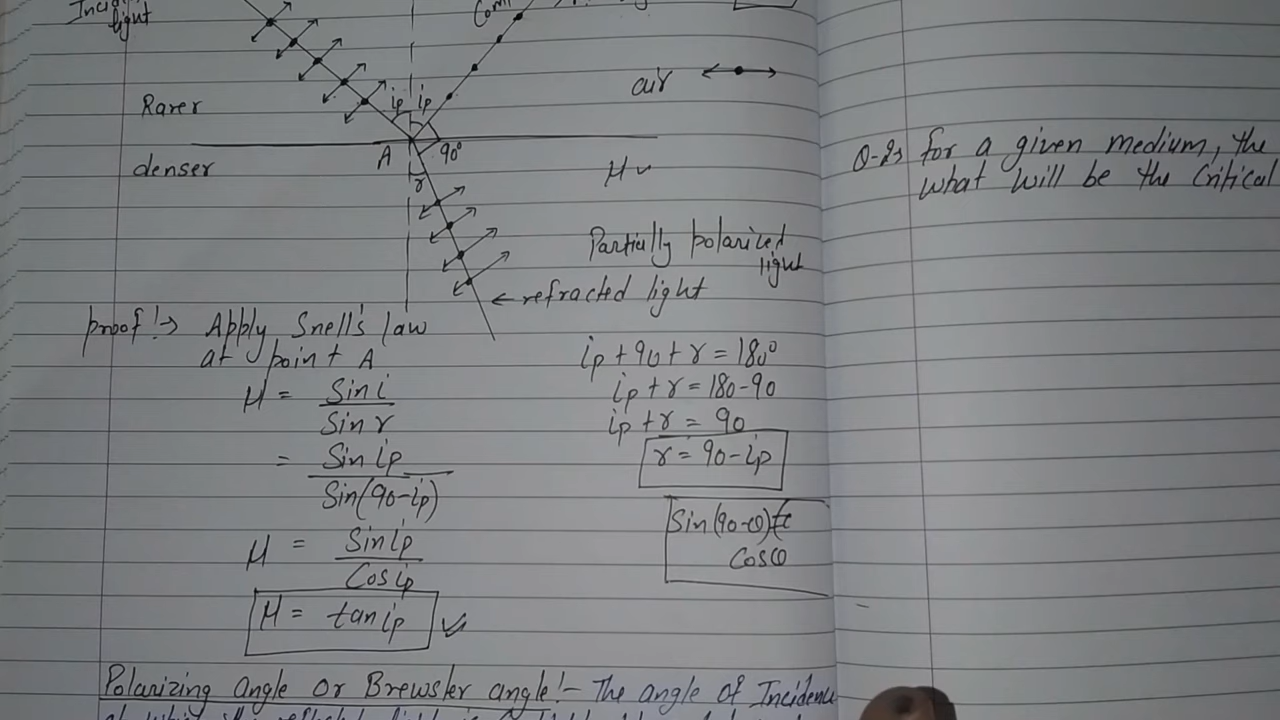 light
Rarer
ip ip
air
A 90°
denser
r
μ
Partially polarized
light
← refracted light
Proof!→ Apply Snell's law
at point A
μ = Sin i
Sin r
= Sin ip
Sin(90-ip)
μ = Sin ip
Cos ip
μ = tan ip
ip + 90 + r = 180°
ip + r = 180-90
ip + r = 90
r = 90 - ip
Sin(90-θ)=
Cosθ
Polarizing angle or Brewster angle!- The angle of Incidence
Q-2, for a given medium, the
what will be the Critical